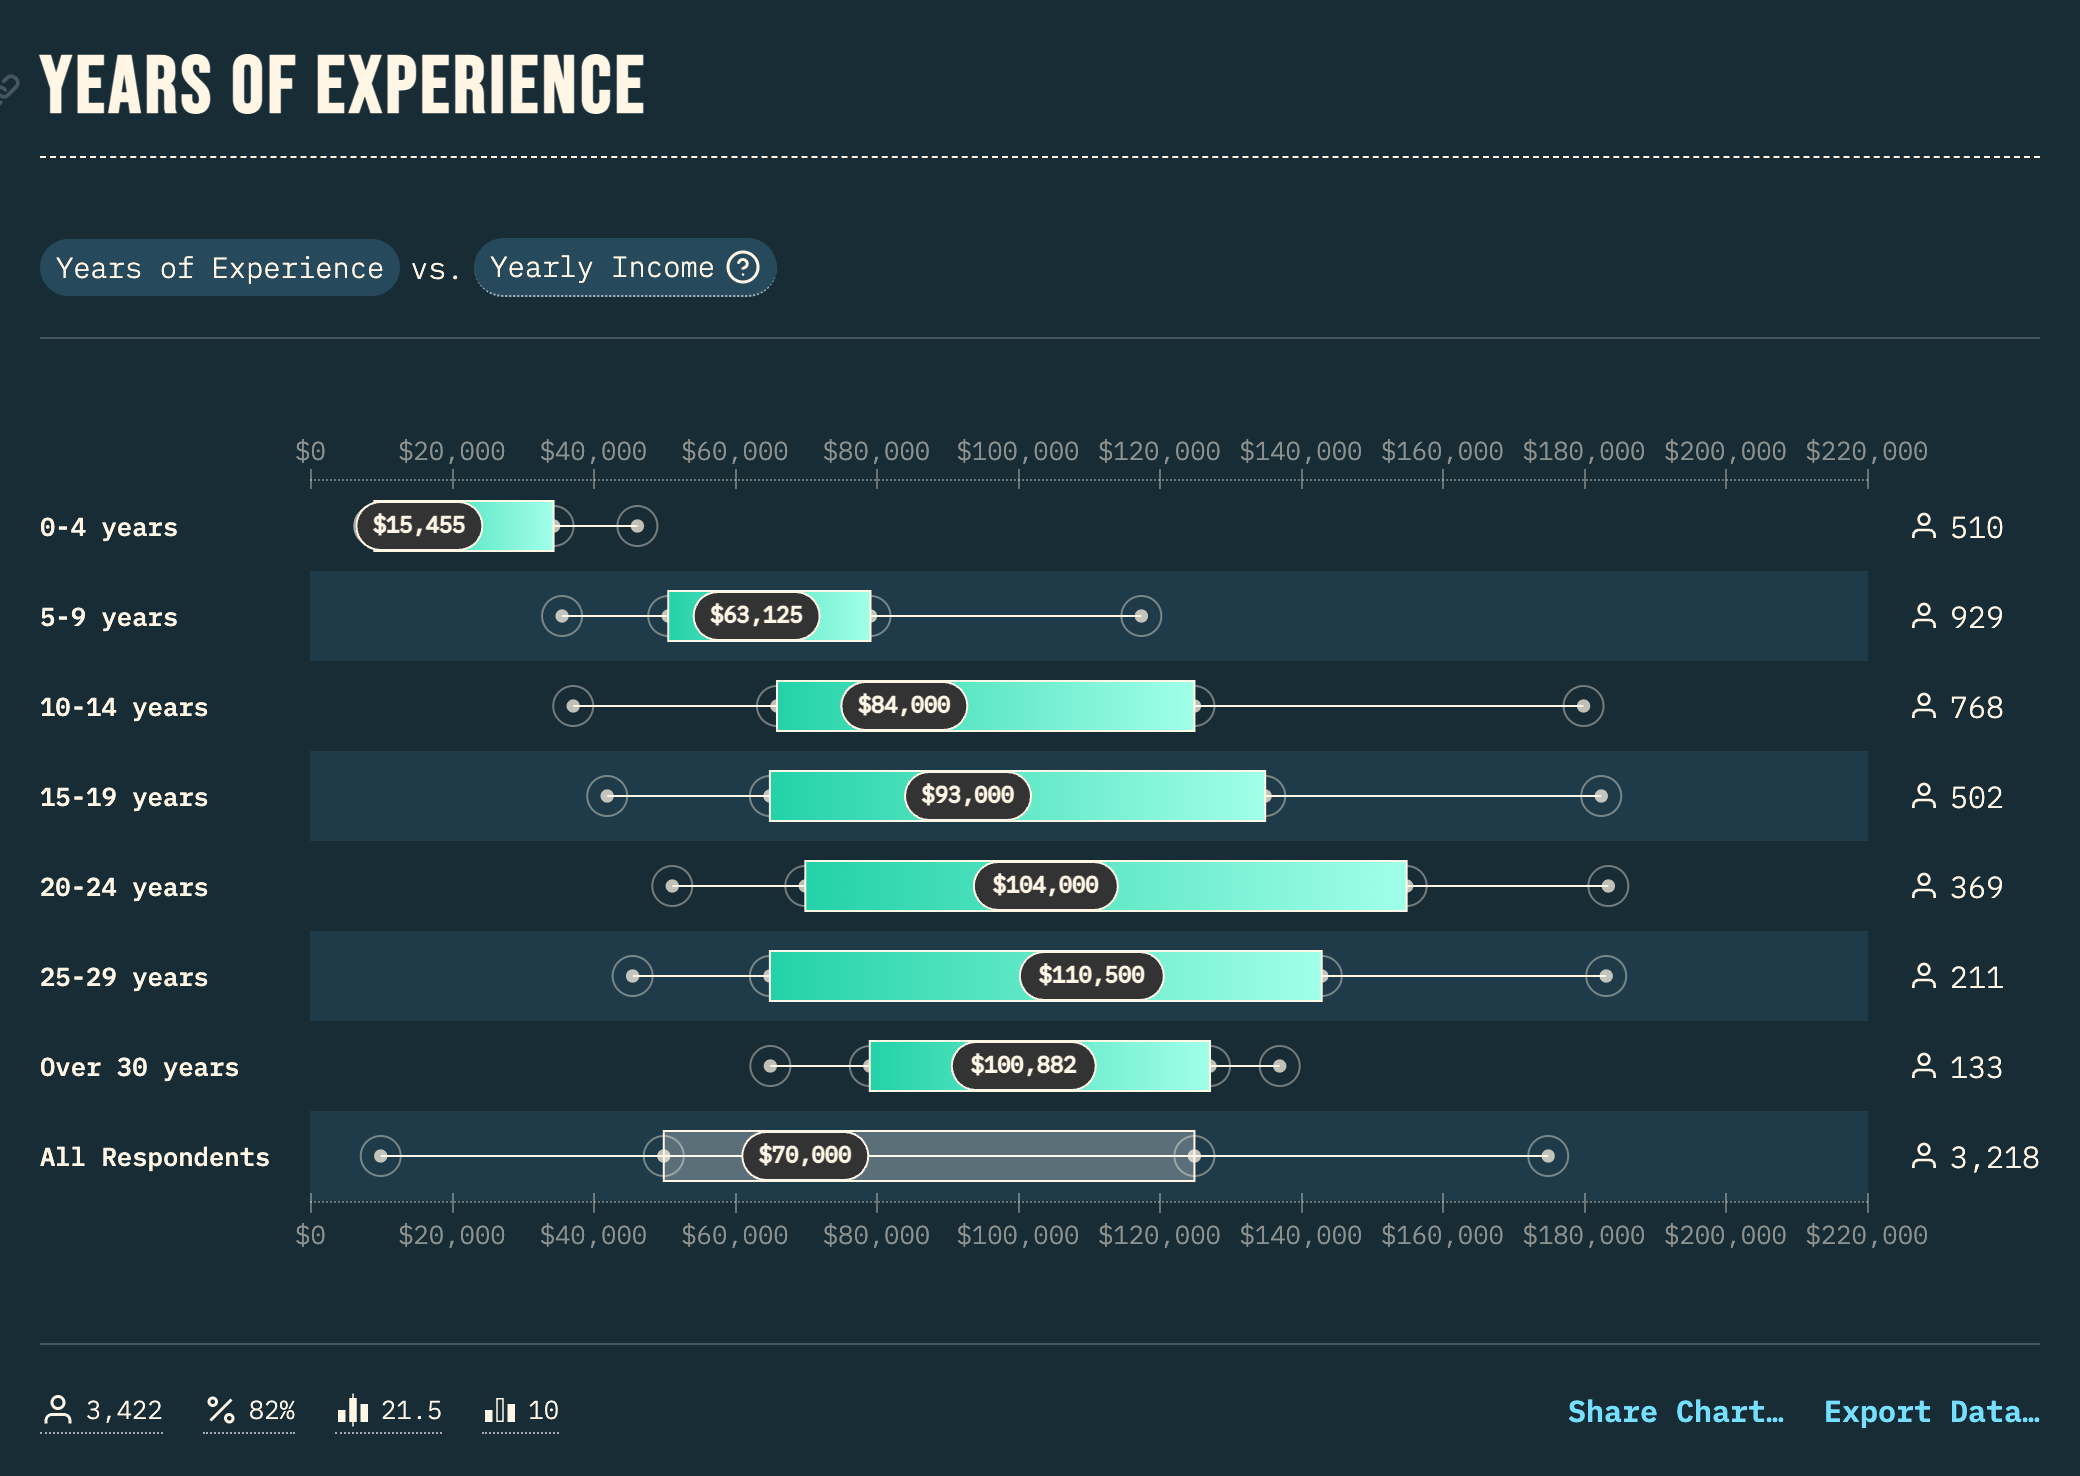 YEARS OF EXPERIENCE
Years of Experience vs. Yearly Income ?
$0 $20,000 $40,000 $60,000 $80,000 $100,000 $120,000 $140,000 $160,000 $180,000 $200,000 $220,000
0-4 years $15,455 510
5-9 years $63,125 929
10-14 years $84,000 768
15-19 years $93,000 502
20-24 years $104,000 369
25-29 years $110,500 211
Over 30 years $100,882 133
All Respondents $70,000 3,218
$0 $20,000 $40,000 $60,000 $80,000 $100,000 $120,000 $140,000 $160,000 $180,000 $200,000 $220,000
3,422 % 82% 21.5 10 Share Chart… Export Data…